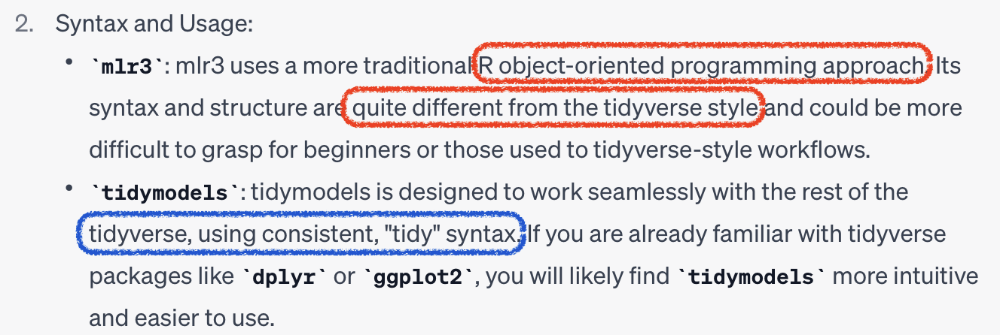 2. Syntax and Usage:
• `mlr3`: mlr3 uses a more traditional R object-oriented programming approach. Its
syntax and structure are quite different from the tidyverse style and could be more
difficult to grasp for beginners or those used to tidyverse-style workflows.
• `tidymodels`: tidymodels is designed to work seamlessly with the rest of the
tidyverse, using consistent, "tidy" syntax. If you are already familiar with tidyverse
packages like `dplyr` or `ggplot2`, you will likely find `tidymodels` more intuitive
and easier to use.